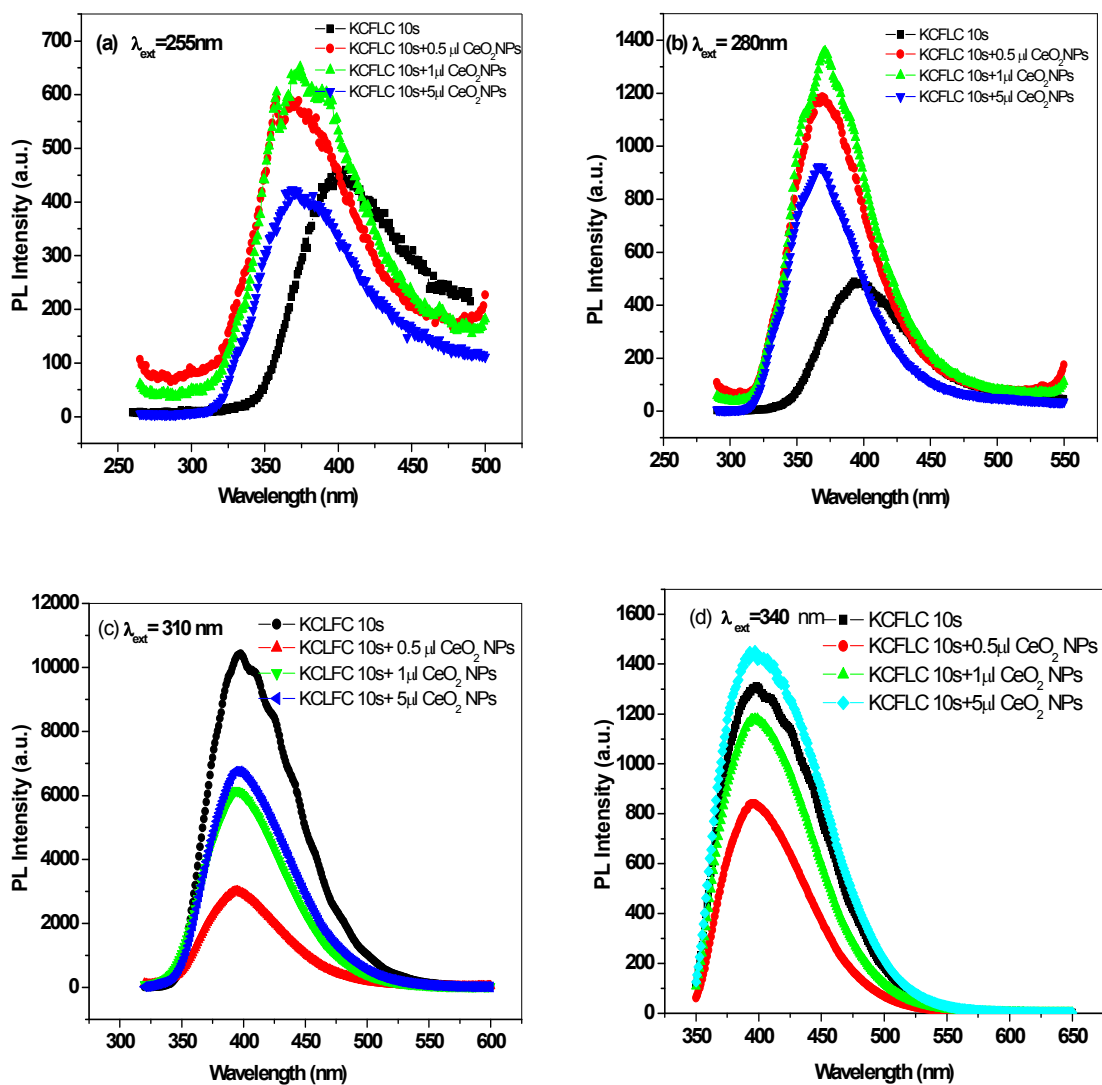 (a) λext=255nm
KCFLC 10s
KCFLC 10s+0.5 µl CeO2NPs
KCFLC 10s+1µl CeO2NPs
KCFLC 10s+5µl CeO2NPs
700
600
500
400
300
200
100
0
PL Intensity (a.u.)
250 300 350 400 450 500
Wavelength (nm)
(b) λext=280nm
KCFLC 10s
KCFLC 10s+0.5 µl CeO2NPs
KCFLC 10s+1µl CeO2NPs
KCFLC 10s+5µl CeO2NPs
1400
1200
1000
800
600
400
200
0
PL Intensity (a.u.)
250 300 350 400 450 500 550
Wavelength (nm)
(c) λext= 310 nm
KCLFC 10s
KCLFC 10s+ 0.5 µl CeO2 NPs
KCLFC 10s+ 1µl CeO2 NPs
KCLFC 10s+ 5µl CeO2 NPs
12000
10000
8000
6000
4000
2000
0
PL Intensity (a.u.)
300 350 400 450 500 550 600
Wavelength (nm)
(d) λext=340 nm
KCFLC 10s
KCFLC 10s+0.5µl CeO2 NPs
KCFLC 10s+1µl CeO2 NPs
KCFLC 10s+5µl CeO2 NPs
1600
1400
1200
1000
800
600
400
200
0
PL Intensity (a.u.)
350 400 450 500 550 600 650
Wavelength (nm)